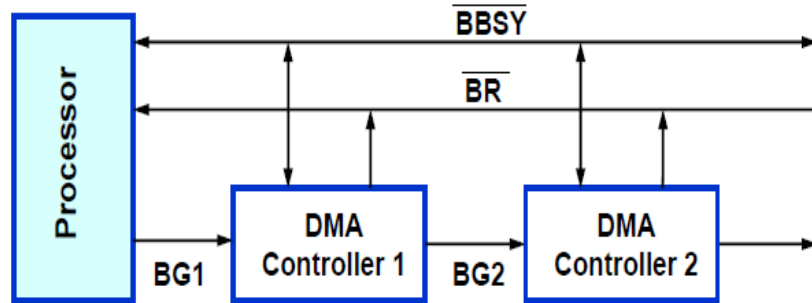 BBSY
BR
Processor
DMA
Controller 1
DMA
Controller 2
BG1
BG2